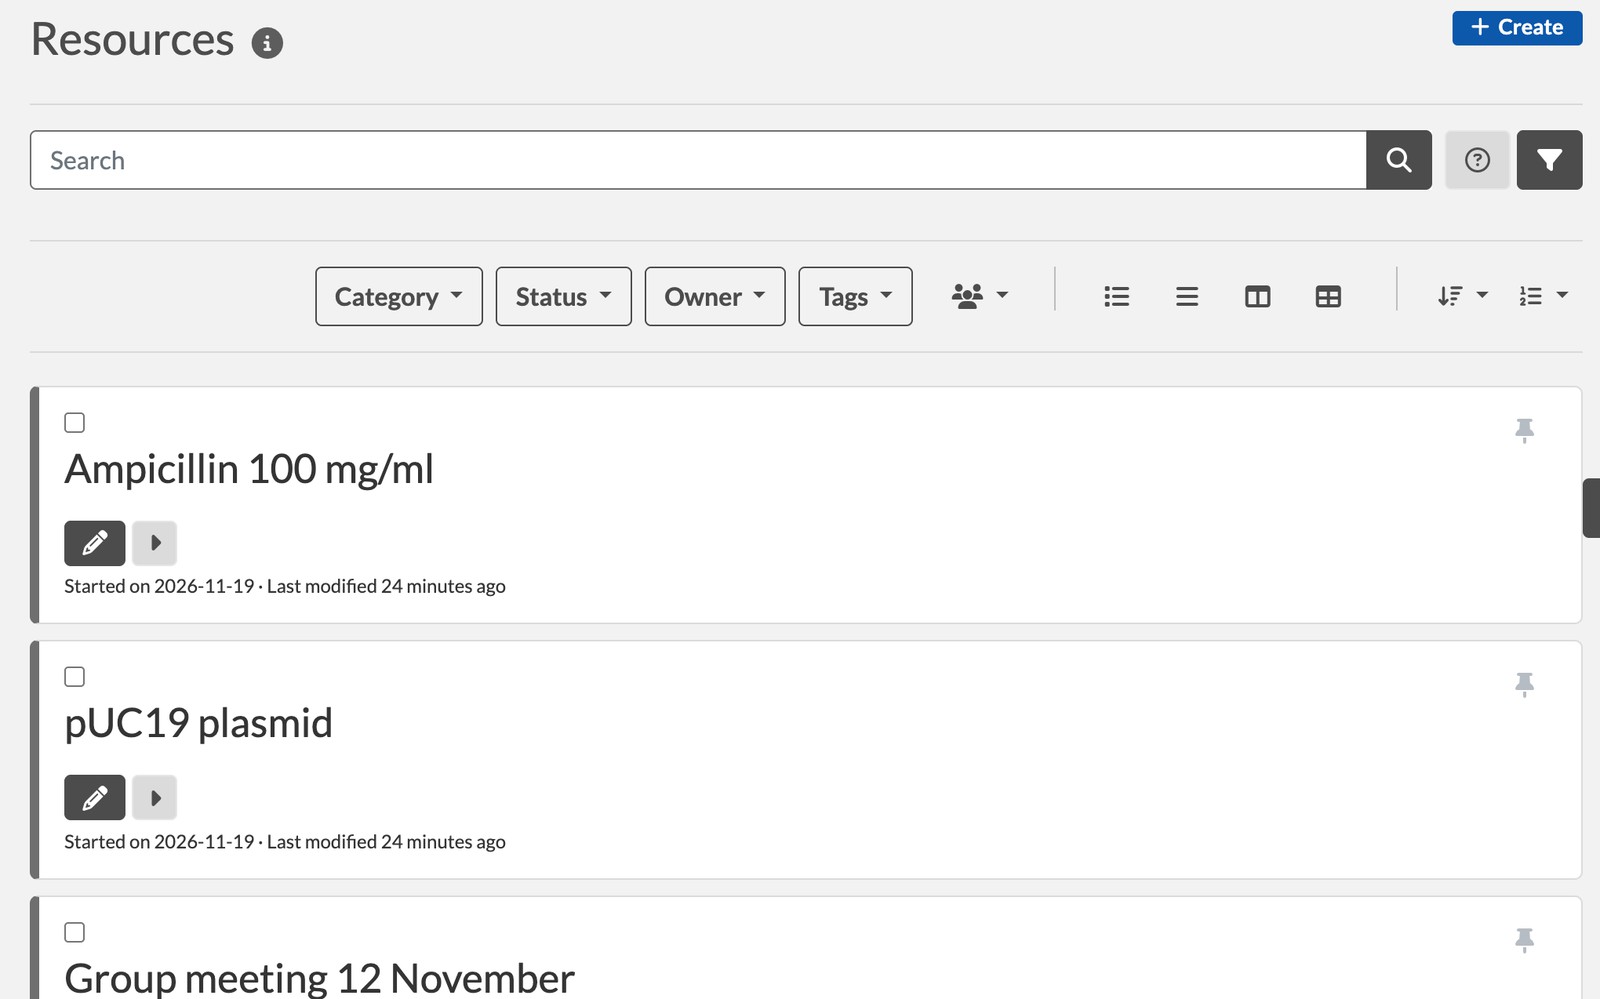 Resources
+ Create
Search
Category
Status
Owner
Tags
Ampicillin 100 mg/ml
Started on 2026-11-19 · Last modified 24 minutes ago
pUC19 plasmid
Started on 2026-11-19 · Last modified 24 minutes ago
Group meeting 12 November